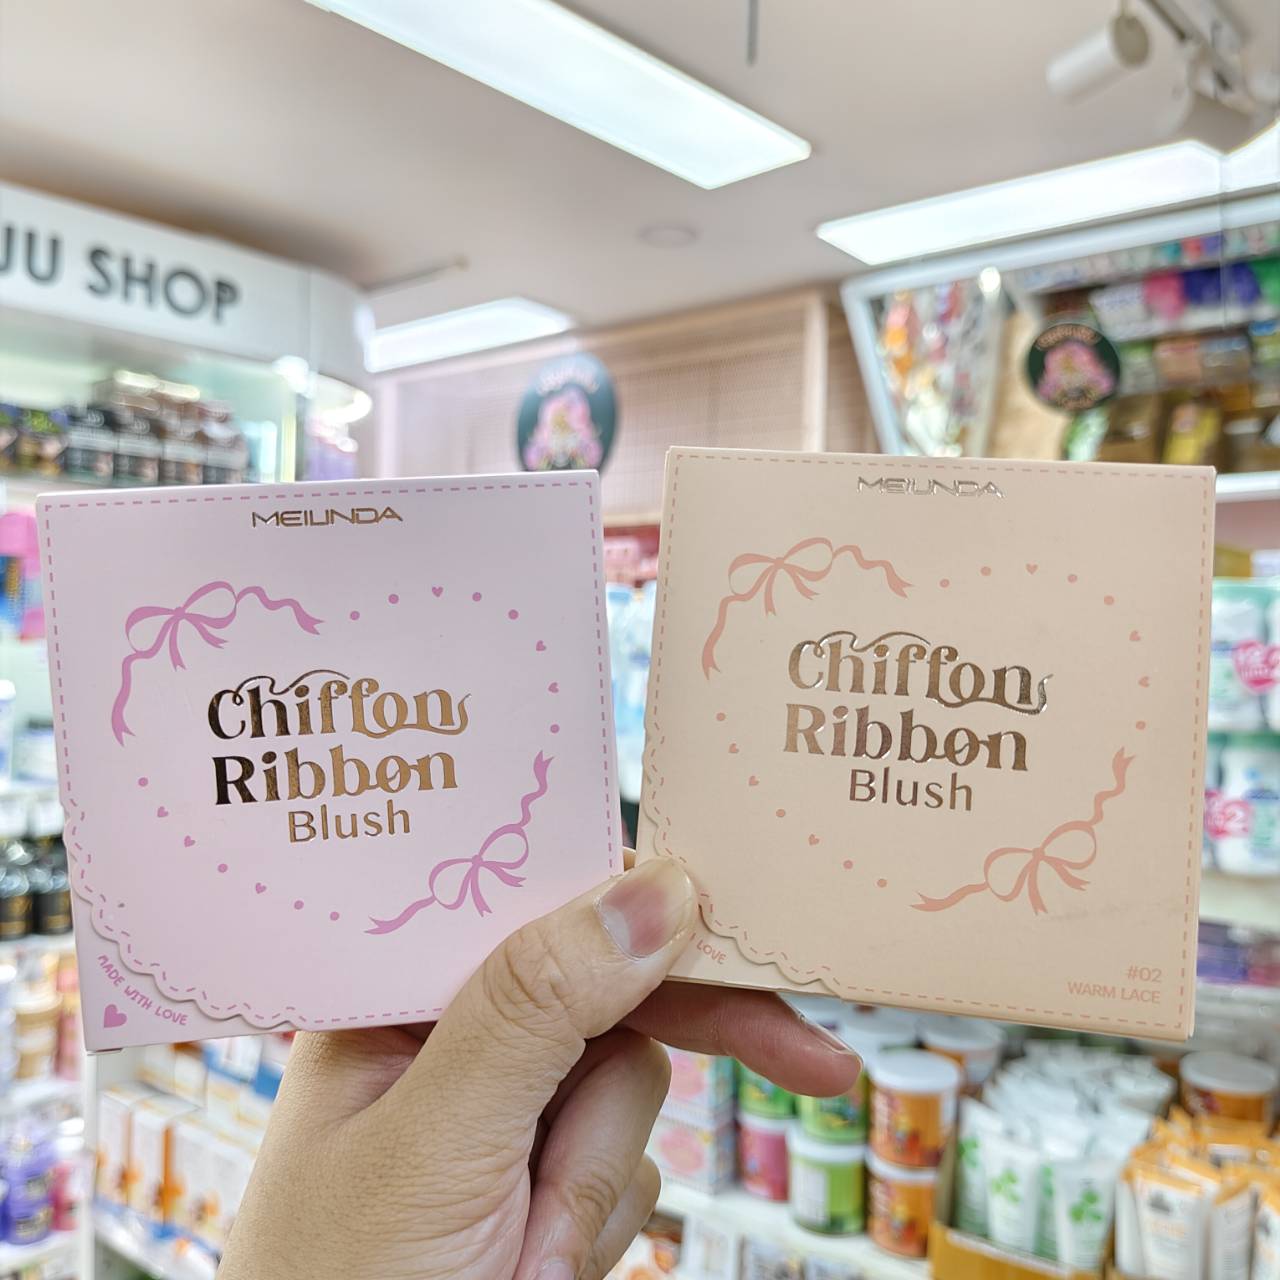 JU SHOP
MEILINDA
Chiffon
Ribbon
Blush
MADE WITH LOVE
MEILINDA
Chiffon
Ribbon
Blush
LOVE
#02
WARM LACE